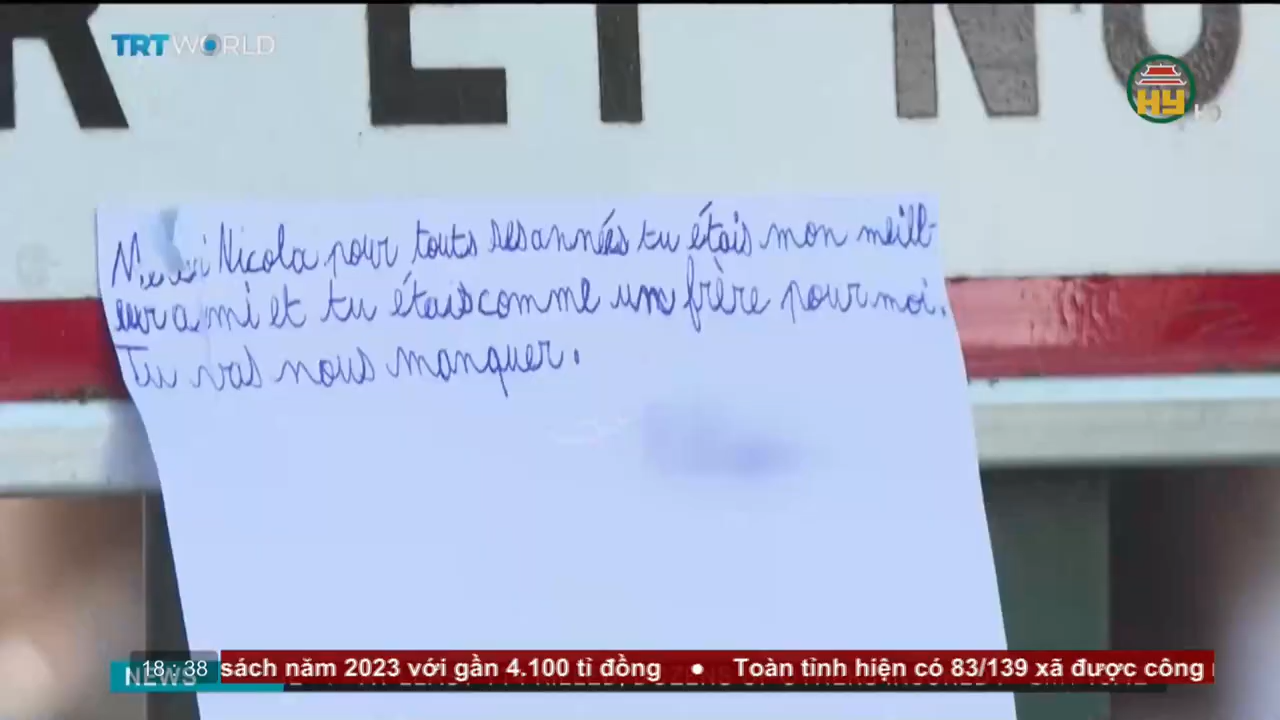 R ET NO
TRT WORLD
HY
Merci Nicola pour touts ses années tu étais mon meill-
eur ami et tu étais comme un frère pour moi.
Tu vas nous manquer.
NEWS
18:38
sách năm 2023 với gần 4.100 tỉ đồng • Toàn tỉnh hiện có 83/139 xã được công